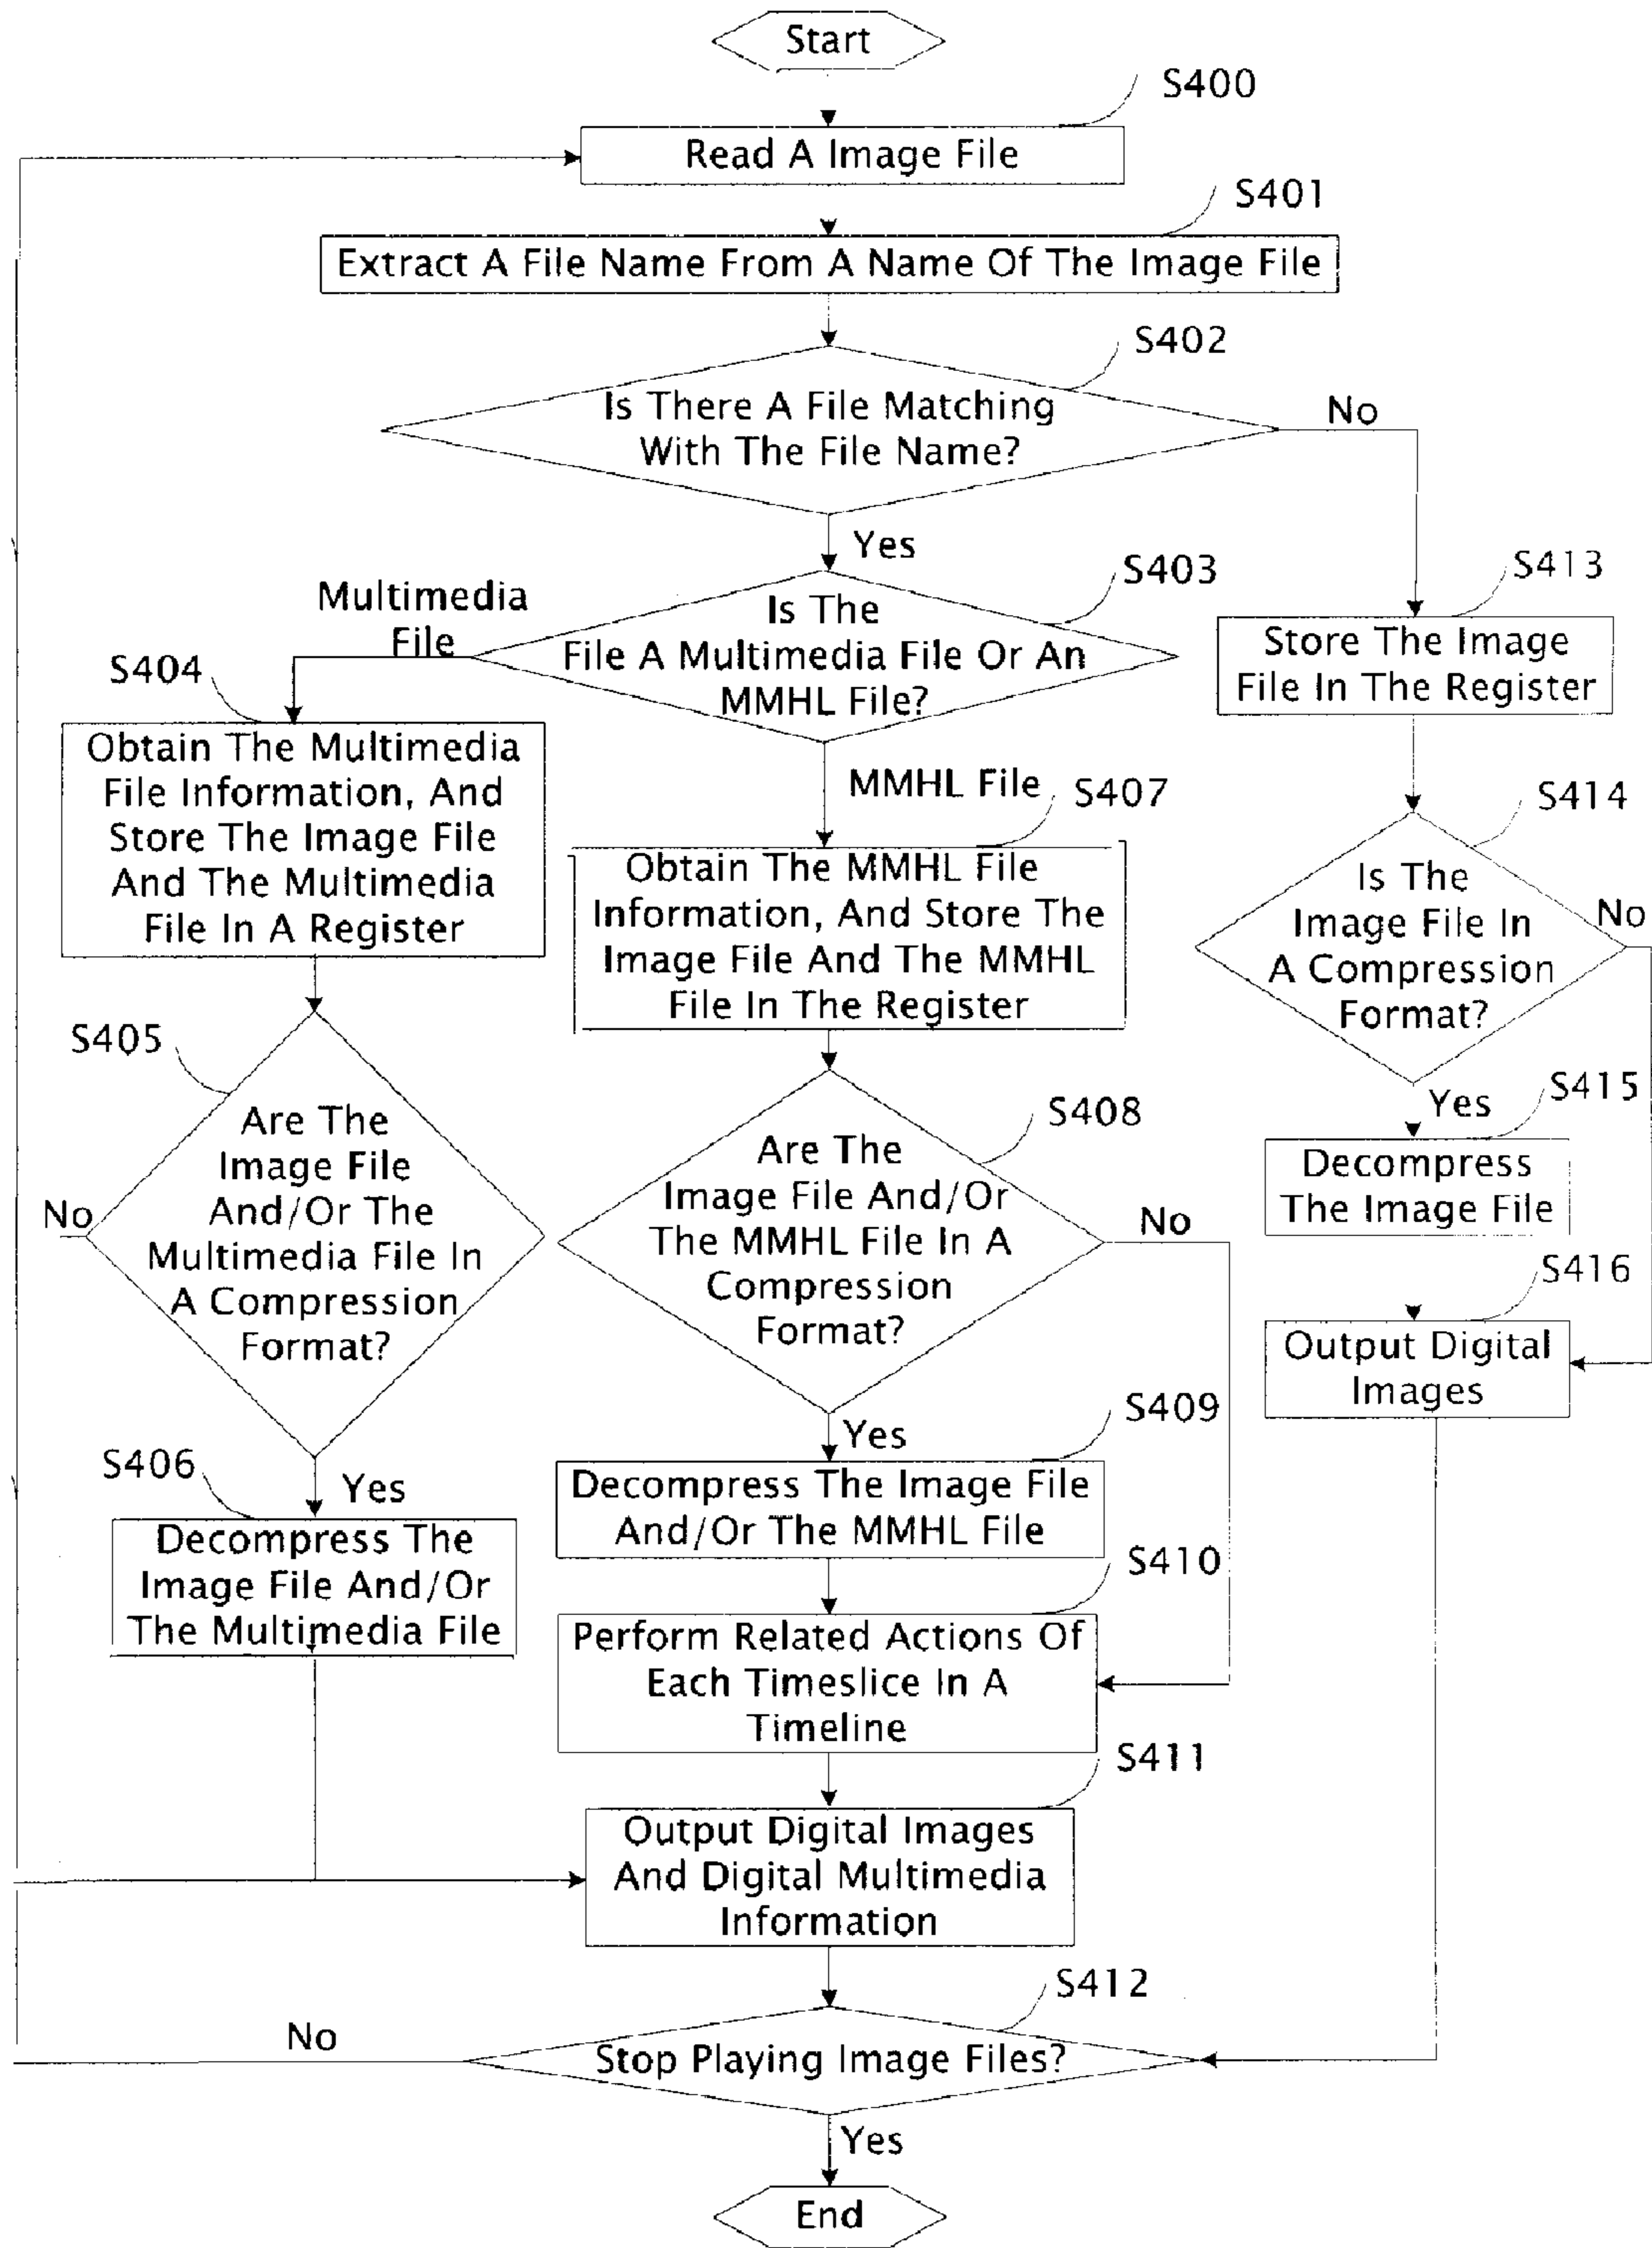 Start
S400
Read A Image File
S401
Extract A File Name From A Name Of The Image File
S402
Is There A File Matching
With The File Name?
No
Yes
S403
Is The
File A Multimedia File Or An
MMHL File?
Multimedia
File
S404
Obtain The Multimedia
File Information, And
Store The Image File
And The Multimedia
File In A Register
S405
Are The
Image File
And/Or The
Multimedia File In
A Compression
Format?
No
Yes
S406
Decompress The
Image File And/Or
The Multimedia File
MMHL File
S407
Obtain The MMHL File
Information, And Store The
Image File And The MMHL
File In The Register
S408
Are The
Image File And/Or
The MMHL File In A
Compression
Format?
No
Yes
S409
Decompress The Image File
And/Or The MMHL File
S410
Perform Related Actions Of
Each Timeslice In A
Timeline
S411
Output Digital Images
And Digital Multimedia
Information
S412
Stop Playing Image Files?
No
Yes
End
S413
Store The Image
File In The Register
S414
Is The
Image File In
A Compression
Format?
No
Yes
S415
Decompress
The Image File
S416
Output Digital
Images